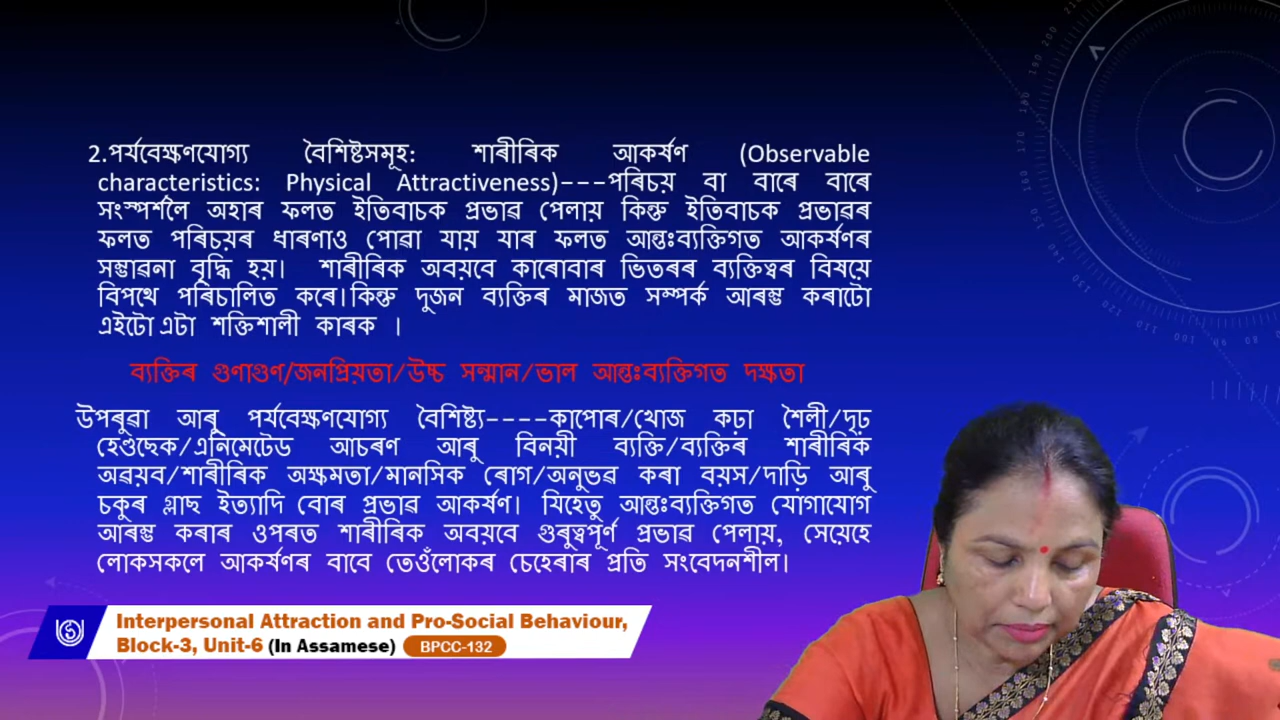 2.পৰ্যবেক্ষণযোগ্য বৈশিষ্টসমূহ: শাৰীৰিক আকৰ্ষণ (Observable
characteristics: Physical Attractiveness)---পৰিচয় বা বাৰে বাৰে
সংস্পৰ্শলৈ অহাৰ ফলত ইতিবাচক প্ৰভাৱ পেলায় কিন্তু ইতিবাচক প্ৰভাৱৰ
ফলত পৰিচয়ৰ ধাৰণাও পোৱা যায় যাৰ ফলত আন্তঃব্যক্তিগত আকৰ্ষণৰ
সম্ভাৱনা বৃদ্ধি হয়। শাৰীৰিক অবয়বে কাৰোবাৰ ভিতৰৰ ব্যক্তিত্বৰ বিষয়ে
বিপথে পৰিচালিত কৰে।কিন্তু দুজন ব্যক্তিৰ মাজত সম্পৰ্ক আৰম্ভ কৰাটো
এইটো এটা শক্তিশালী কাৰক ।
ব্যক্তিৰ গুণাগুণ/জনপ্ৰিয়তা/উচ্চ সন্মান/ভাল আন্তঃব্যক্তিগত দক্ষতা
উপৰুৱা আৰু পৰ্যবেক্ষণযোগ্য বৈশিষ্ট্য----কাপোৰ/খোজ কঢ়া শৈলী/দৃঢ়
হেণ্ডছেক/এনিমেটেড আচৰণ আৰু বিনয়ী ব্যক্তি/ব্যক্তিৰ শাৰীৰিক
অৱয়ব/শাৰীৰিক অক্ষমতা/মানসিক ৰোগ/অনুভৱ কৰা বয়স/দাড়ি আৰু
চকুৰ গ্লাছ ইত্যাদি বোৰ প্ৰভাৱ আকৰ্ষণ। যিহেতু আন্তঃব্যক্তিগত যোগাযোগ
আৰম্ভ কৰাৰ ওপৰত শাৰীৰিক অবয়বে গুৰুত্বপূৰ্ণ প্ৰভাৱ পেলায়, সেয়েহে
লোকসকলে আকৰ্ষণৰ বাবে তেওঁলোকৰ চেহেৰাৰ প্ৰতি সংবেদনশীল।
Interpersonal Attraction and Pro-Social Behaviour,
Block-3, Unit-6 (In Assamese) BPCC-132